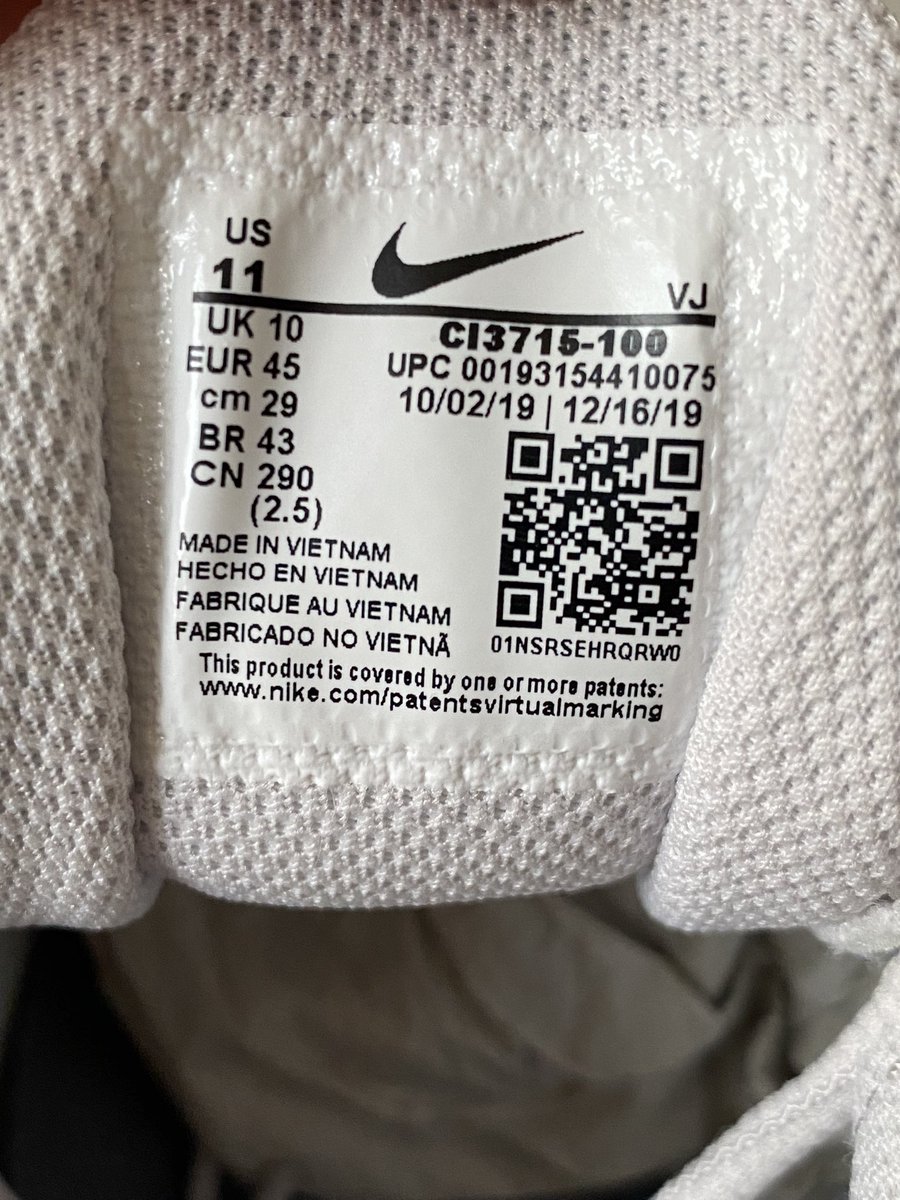 US
11
VJ
UK 10
EUR 45
cm 29
BR 43
CN 290
(2.5)
CI3715-100
UPC 00193154410075
10/02/19 | 12/16/19
01NSRSEHRQRW0
MADE IN VIETNAM
HECHO EN VIETNAM
FABRIQUE AU VIETNAM
FABRICADO NO VIETNÃ
This product is covered by one or more patents:
www.nike.com/patentsvirtualmarking